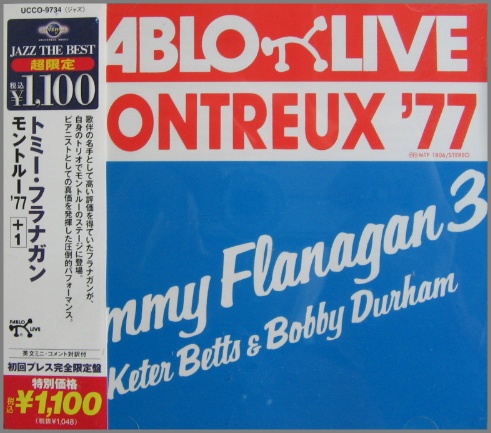 UCCO-9734 (ジャズ)
JAZZ THE BEST
超限定
税込
¥1,100
トミー・フラナガン
モントルー'77
+1
歌伴の名手として高い評価を得ていたフラナガンが、
自身のトリオでモントルーのステージに登場。
ピアニストとしての真価を発揮した圧倒的パフォーマンス。
PABLO LIVE
英文ミニ・コメント対訳付
初回プレス完全限定盤
特別価格
税込 ¥1,100
(税抜¥1,048)
ABLO LIVE
ONTREUX '77
MTF 1806/STEREO
mmy Flanagan 3
Keter Betts & Bobby Durham